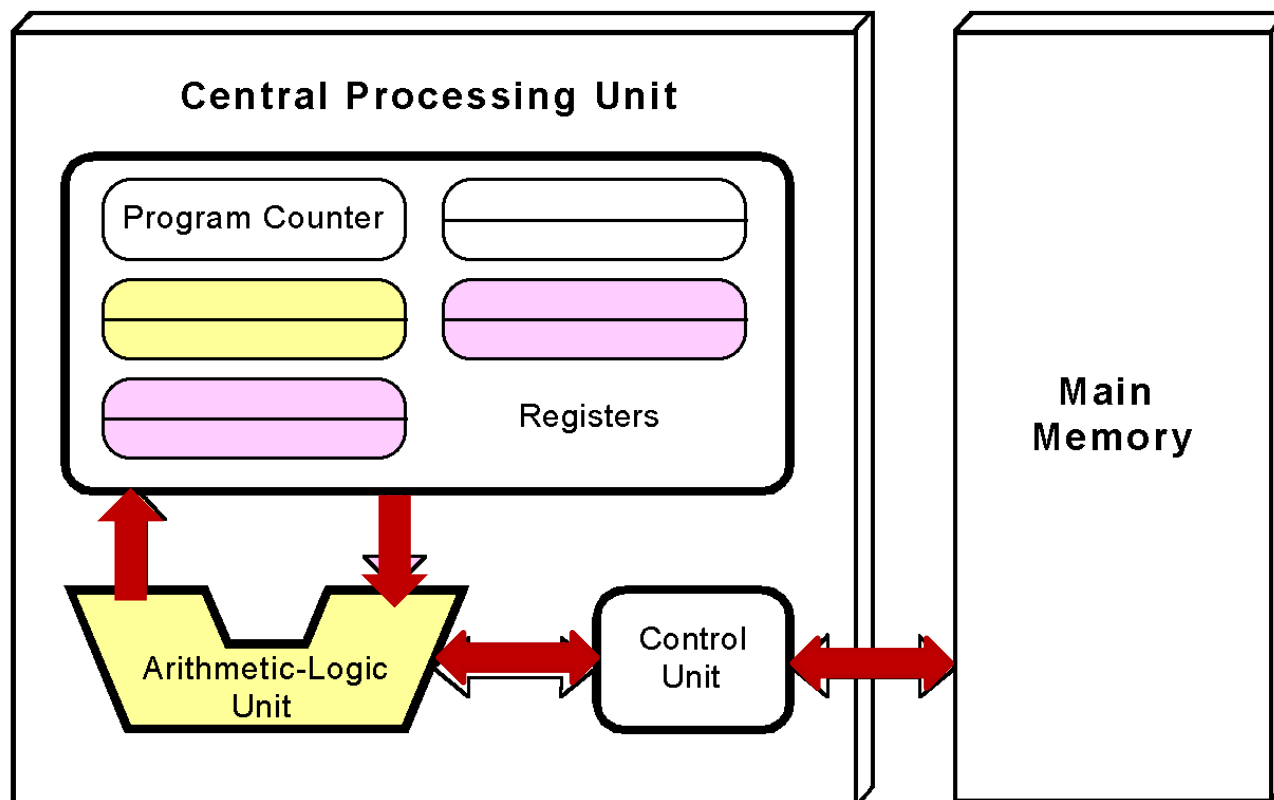 Central Processing Unit
Program Counter
Registers
Main
Memory
Arithmetic-Logic
Unit
Control
Unit